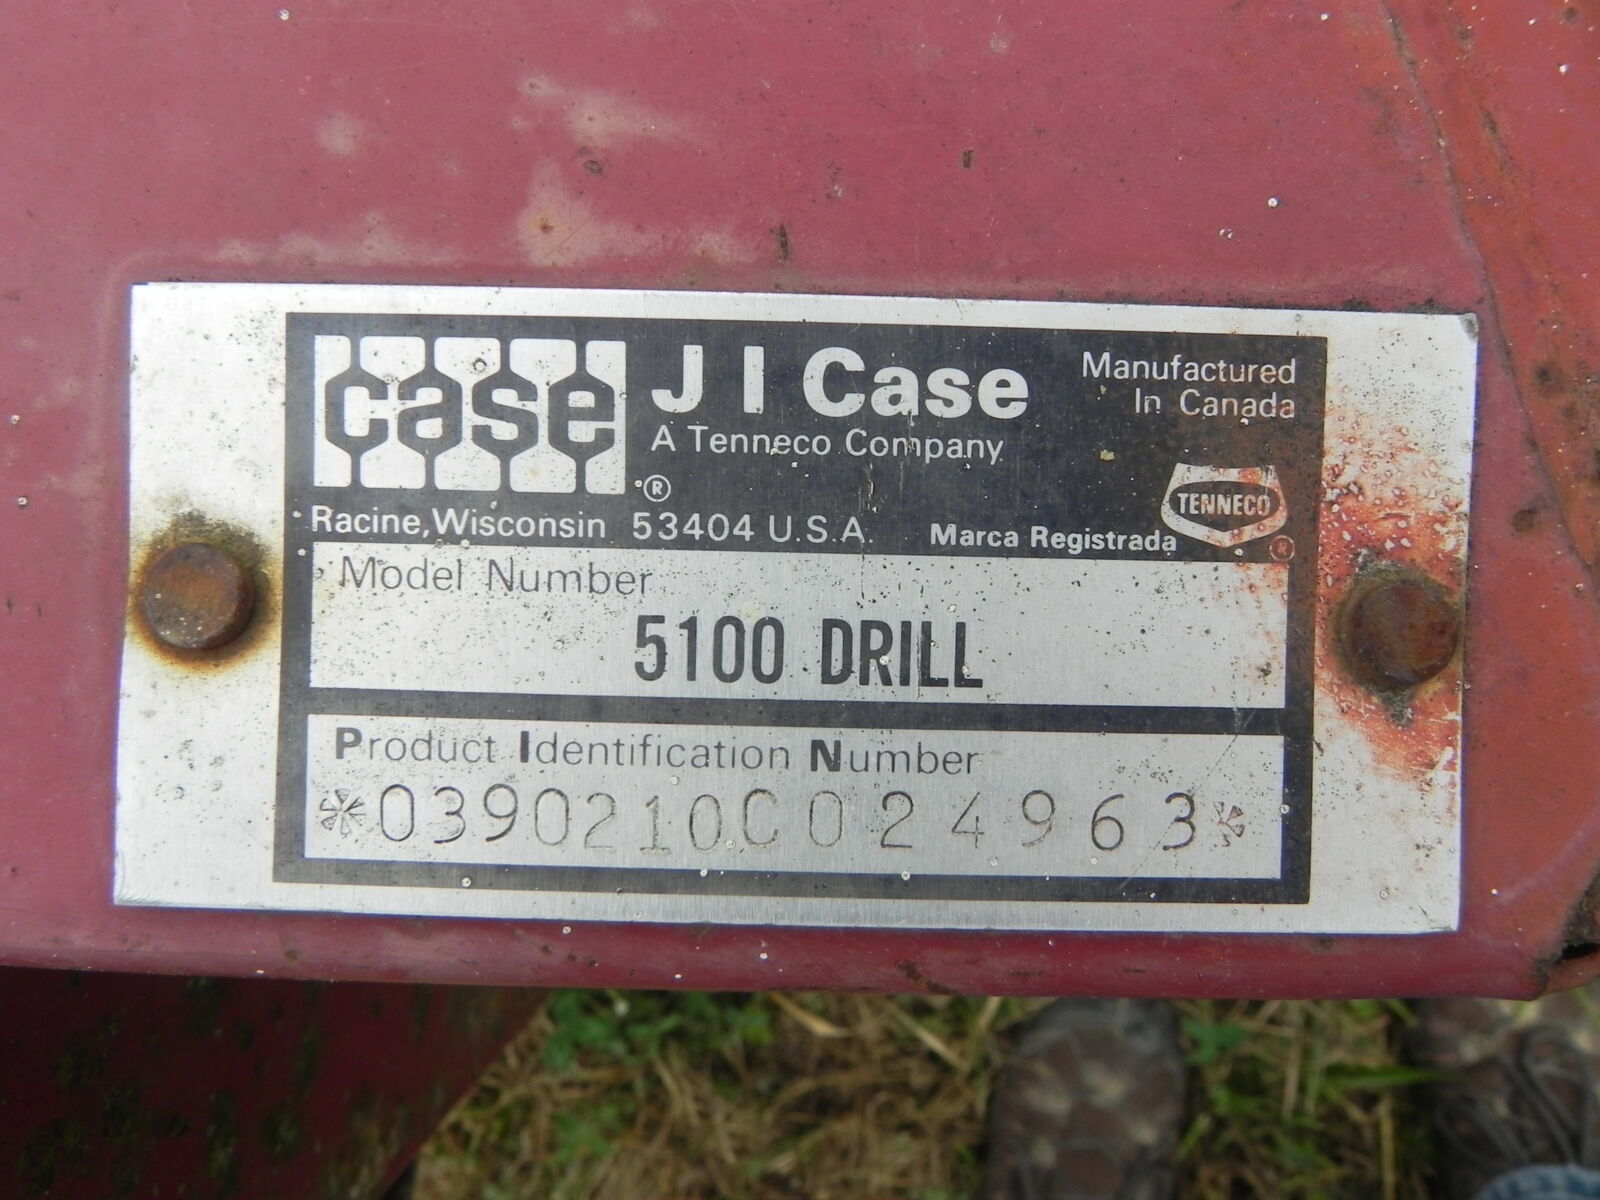 case
®
J I Case
A Tenneco Company
Manufactured
In Canada
TENNECO
®
Racine, Wisconsin 53404 U.S.A.
Marca Registrada
Model Number
5100 DRILL
Product Identification Number
*0390210C024963*